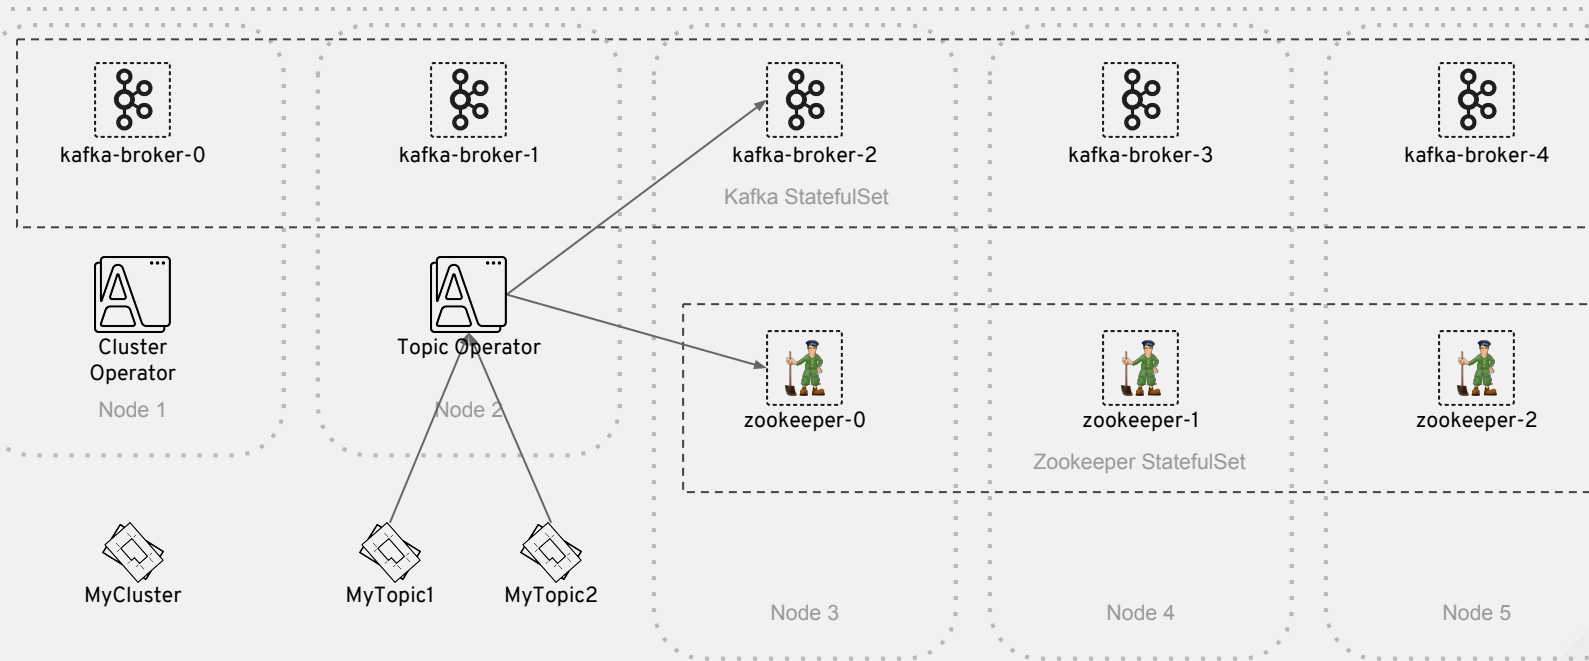 kafka-broker-0
kafka-broker-1
kafka-broker-2
kafka-broker-3
kafka-broker-4
Kafka StatefulSet
Cluster
Operator
Topic Operator
Node 1
Node 2
zookeeper-0
zookeeper-1
zookeeper-2
Zookeeper StatefulSet
MyCluster
MyTopic1
MyTopic2
Node 3
Node 4
Node 5